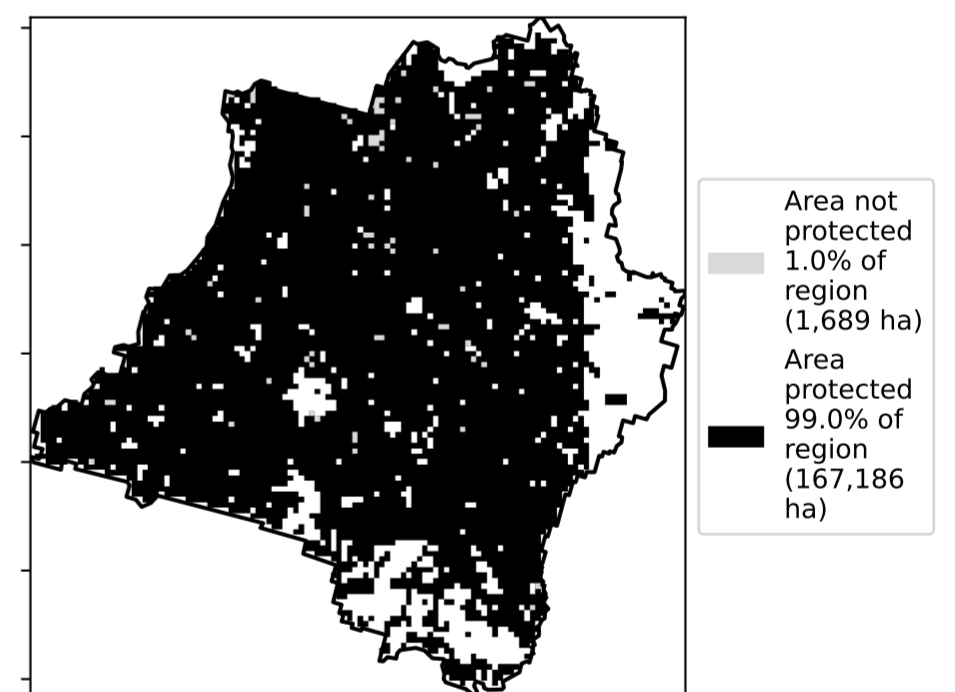 Area not
protected
1.0% of
region
(1,689 ha)
Area
protected
99.0% of
region
(167,186
ha)